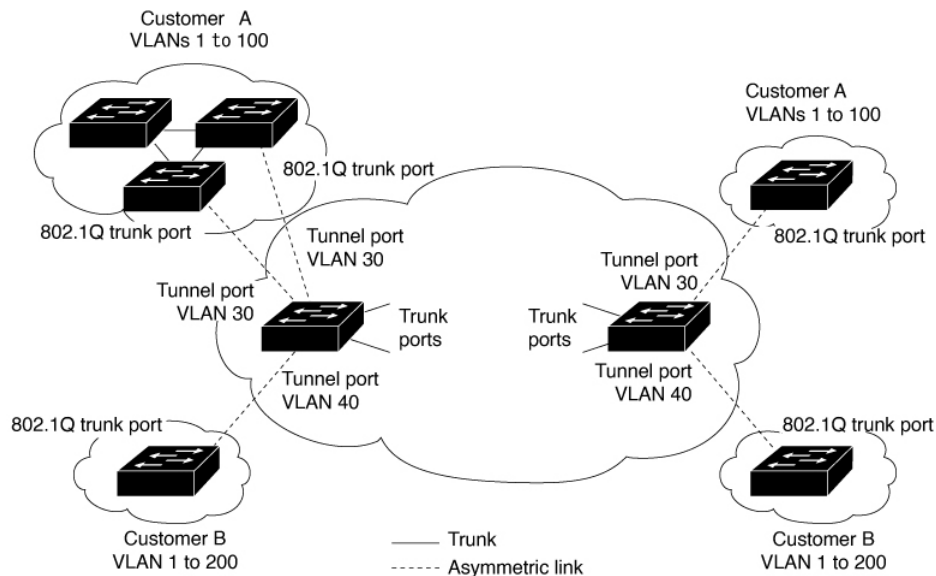 Customer A
VLANs 1 to 100
Customer A
VLANs 1 to 100
802.1Q trunk port
802.1Q trunk port
802.1Q trunk port
Tunnel port
VLAN 30
Tunnel port
VLAN 30
Tunnel port
VLAN 30
Trunk
ports
Trunk
ports
Tunnel port
VLAN 40
Tunnel port
VLAN 40
802.1Q trunk port
802.1Q trunk port
Customer B
VLAN 1 to 200
Trunk
Asymmetric link
Customer B
VLAN 1 to 200